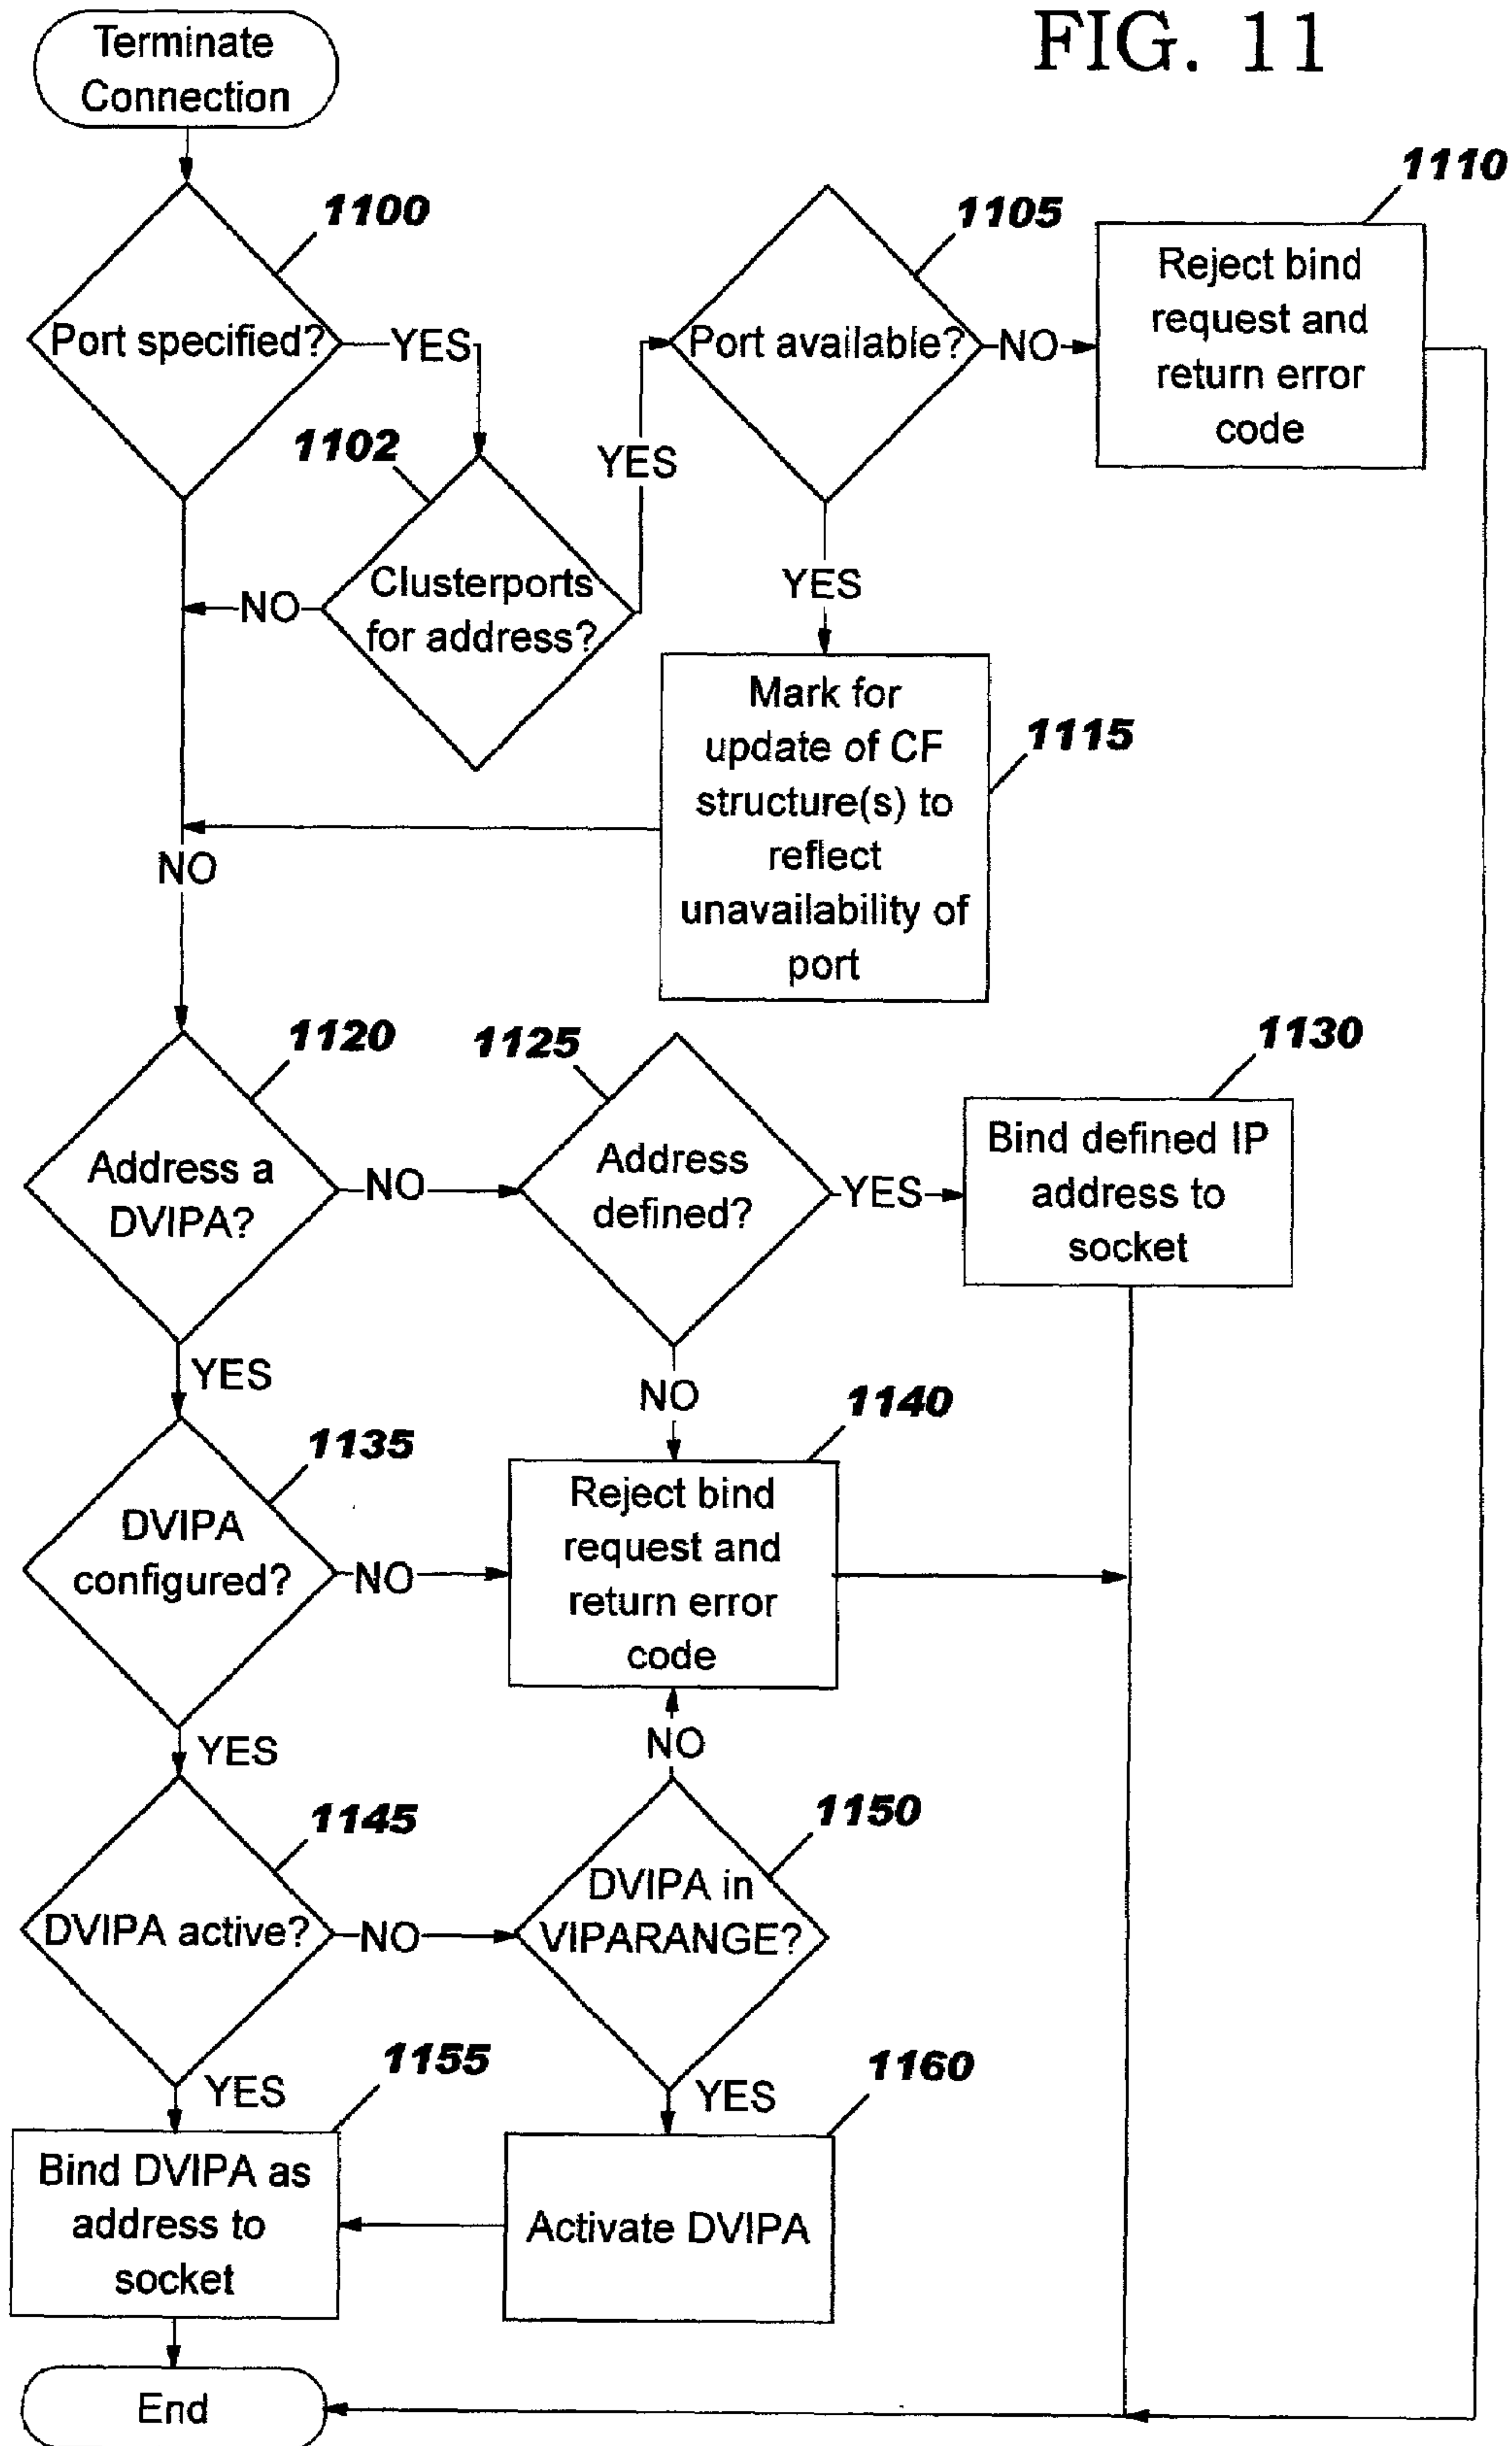 FIG. 11
Terminate
Connection
1100
Port specified?
YES
1102
Clusterports
for address?
NO
YES
1105
Port available?
NO
1110
Reject bind
request and
return error
code
YES
Mark for
update of CF
structure(s) to
reflect
unavailability of
port
1115
NO
1120
Address a
DVIPA?
NO
1125
Address
defined?
YES
1130
Bind defined IP
address to
socket
YES
NO
1135
DVIPA
configured?
NO
1140
Reject bind
request and
return error
code
YES
NO
1145
DVIPA active?
NO
1150
DVIPA in
VIPARANGE?
YES
YES
1155
Bind DVIPA as
address to
socket
1160
Activate DVIPA
End